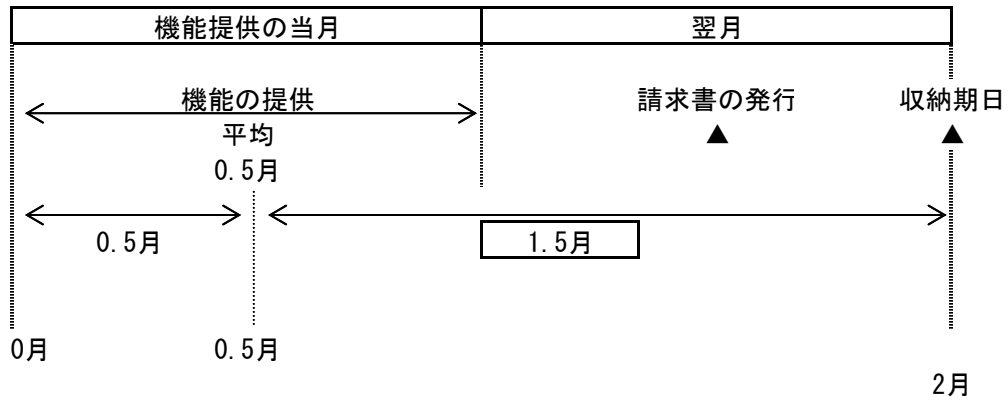 機能提供の当月 翌月
機能の提供 請求書の発行 収納期日
平均 ▲ ▲
0.5月
0.5月 1.5月
0月 0.5月
2月